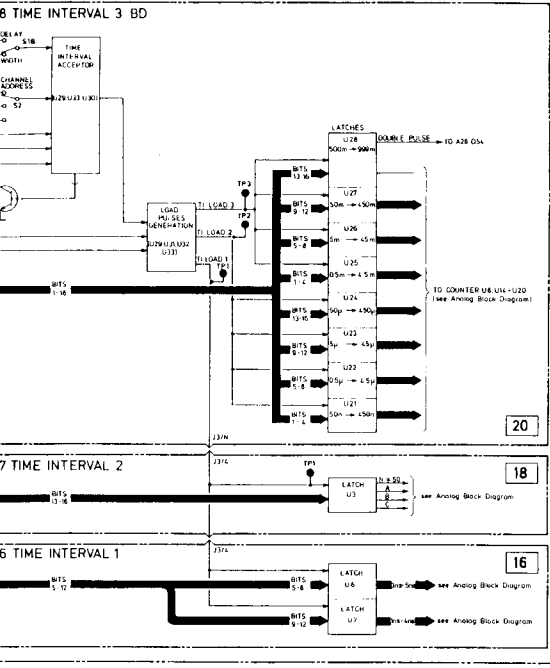 8 TIME INTERVAL 3 BD
DELAY
S1B
WIDTH
TIME
INTERVAL
ACCEPTOR
CHANNEL
ADDRESS
S2
U29 U33 U30
LATCHES
U28
500m → 999m
DOUBLE PULSE
TO A26 Q54
BITS
13-16
TP3
U27
50m → 450m
BITS
9-12
LOAD
PULSES
GENERATION
U29 U31 U32
U33
TI LOAD 3
TP2
TI LOAD 2
U26
5m → 45m
BITS
5-8
TI LOAD 1
TP1
U25
0.5m → 4.5m
BITS
1-4
BITS
1-16
TO COUNTER U8, U14-U20
(see Analog Block Diagram)
U24
50μ → 450μ
BITS
13-16
U23
5μ → 45μ
BITS
9-12
U22
0.5μ → 4.5μ
BITS
5-8
U21
50n → 450n
BITS
1-4
20
J3/N
7 TIME INTERVAL 2
J3/4
TP1
18
BITS
13-16
LATCH
U3
N ≥ 50
A
B
C
see Analog Block Diagram
6 TIME INTERVAL 1
J3/4
16
BITS
5-12
BITS
5-8
LATCH
U6
see Analog Block Diagram
BITS
9-12
LATCH
U7
see Analog Block Diagram